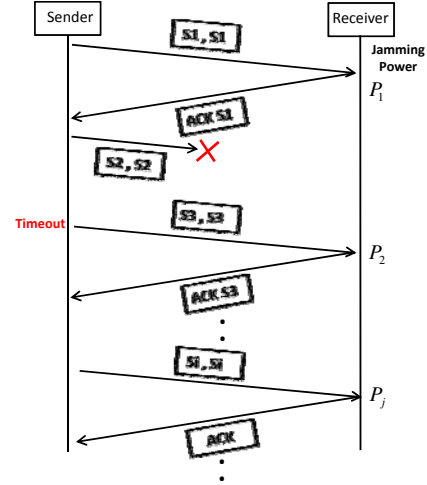 Sender
Receiver
S1, S1
Jamming
Power
P1
ACK S1
S2, S2
Timeout
S3, S3
P2
ACK S3
Si, Si
Pj
ACK